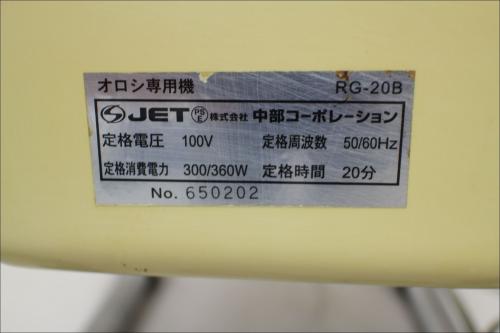 オロシ専用機 RG-20B
JET PSE 株式会社 中部コーポレーション
定格電圧 100V 定格周波数 50/60Hz
定格消費電力 300/360W 定格時間 20分
No. 650202